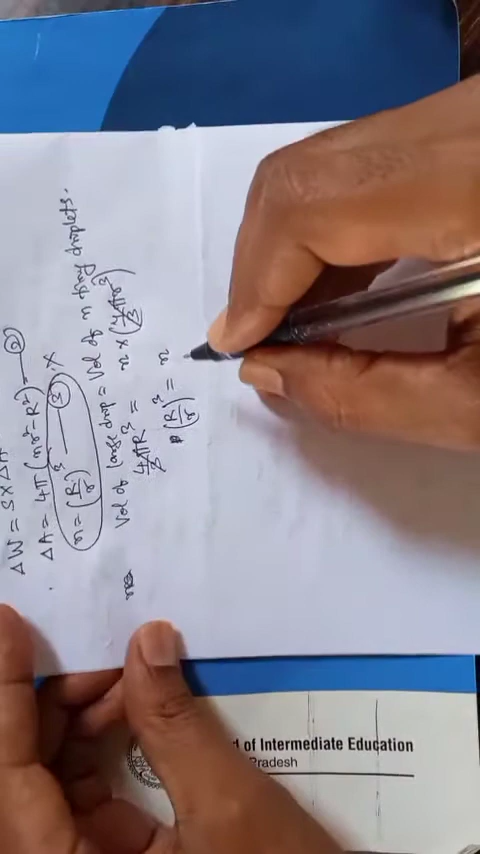 ΔW = S × ΔA
ΔA = 4π(nr²-R²) — ②
n = (R/r)³ — ③
Vol of large drop = Vol of n tiny droplets.
4/3 πR³ = n × (4/3 πr³)
(R/r)³ = n
d of Intermediate Education
Pradesh